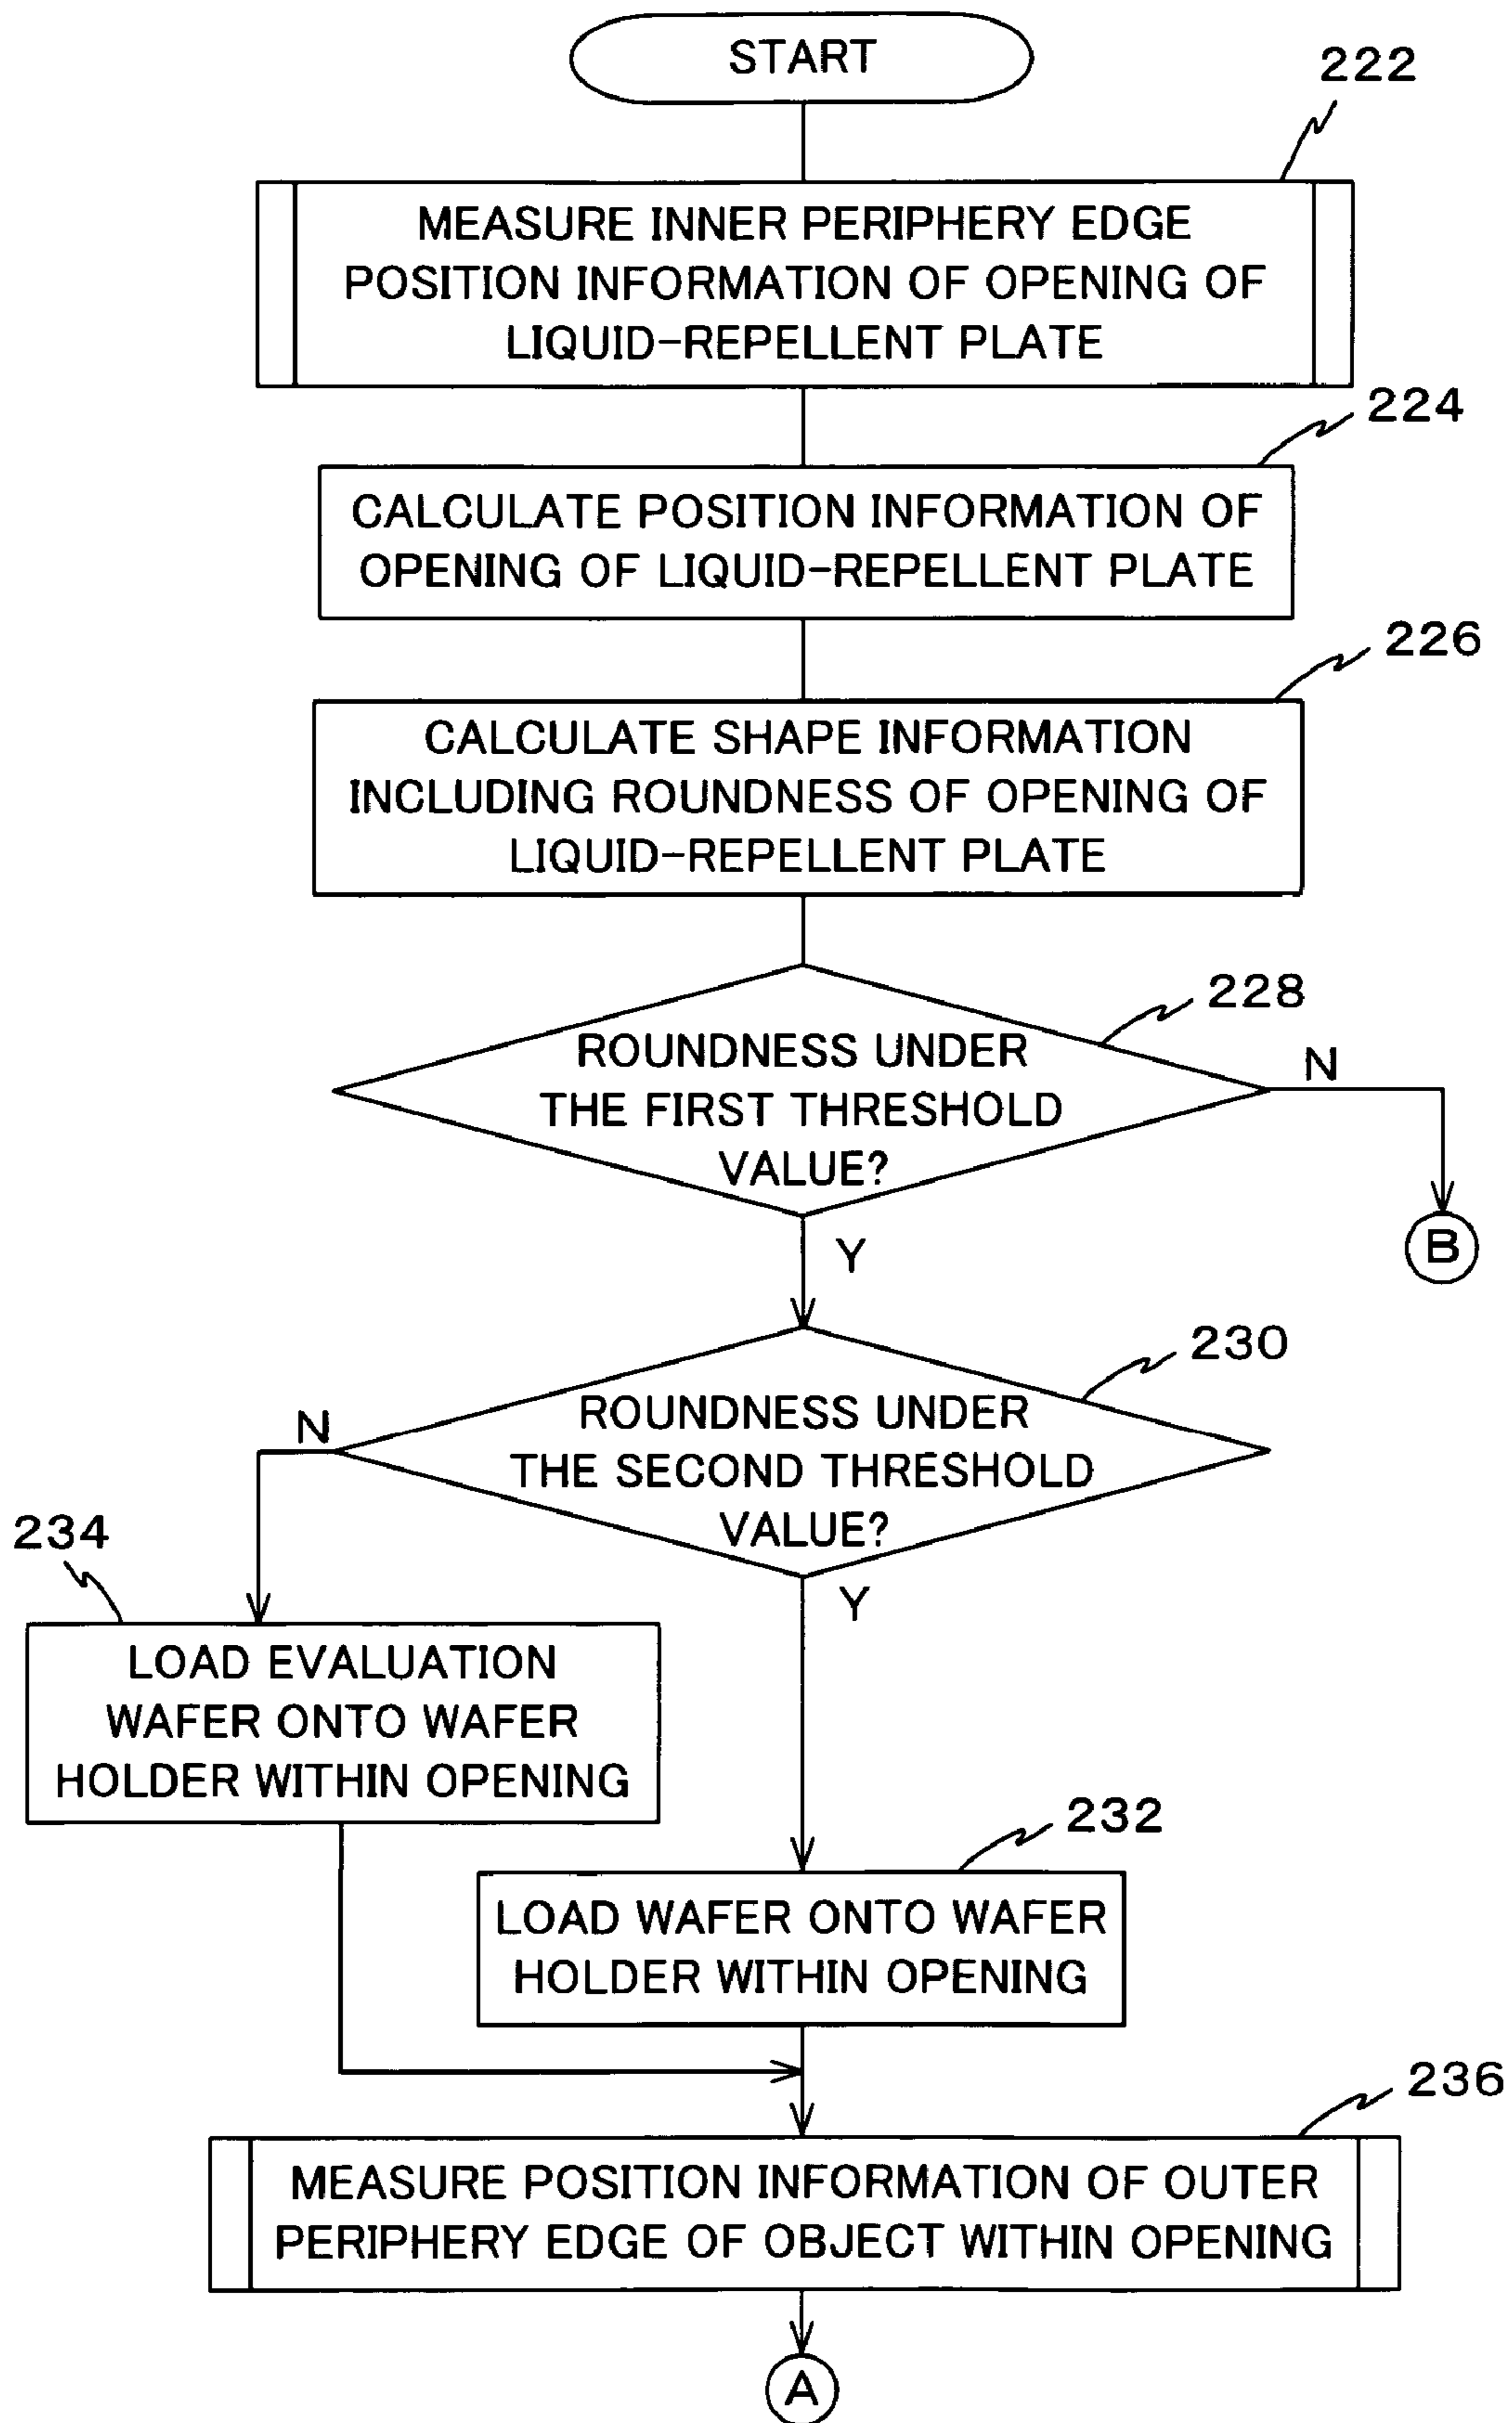 START
222
MEASURE INNER PERIPHERY EDGE
POSITION INFORMATION OF OPENING OF
LIQUID-REPELLENT PLATE
224
CALCULATE POSITION INFORMATION OF
OPENING OF LIQUID-REPELLENT PLATE
226
CALCULATE SHAPE INFORMATION
INCLUDING ROUNDNESS OF OPENING OF
LIQUID-REPELLENT PLATE
228
ROUNDNESS UNDER
THE FIRST THRESHOLD
VALUE?
N
B
Y
230
ROUNDNESS UNDER
THE SECOND THRESHOLD
VALUE?
N
Y
234
LOAD EVALUATION
WAFER ONTO WAFER
HOLDER WITHIN OPENING
232
LOAD WAFER ONTO WAFER
HOLDER WITHIN OPENING
236
MEASURE POSITION INFORMATION OF OUTER
PERIPHERY EDGE OF OBJECT WITHIN OPENING
A